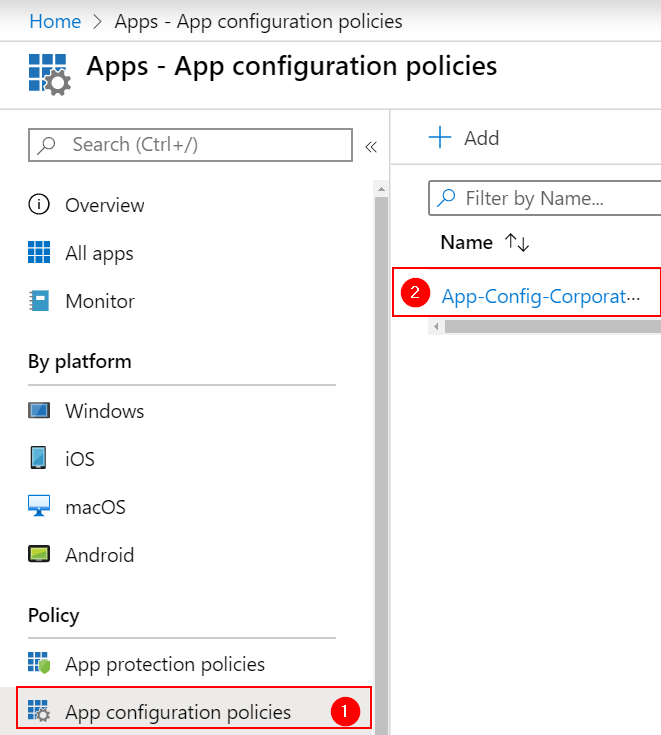 Home > Apps - App configuration policies
Apps - App configuration policies
Search (Ctrl+/)
«
Overview
All apps
Monitor
By platform
Windows
iOS
macOS
Android
Policy
App protection policies
App configuration policies 1
+ Add
Filter by Name...
Name ↑↓
2 App-Config-Corporat...